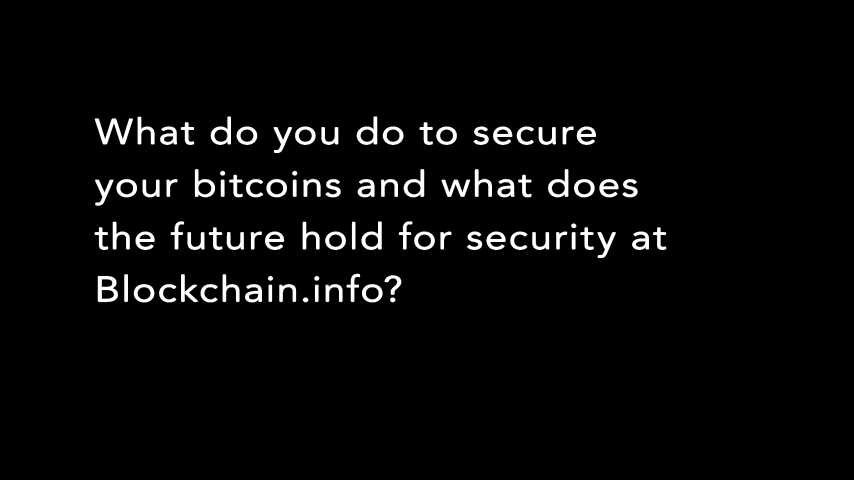 What do you do to secure
your bitcoins and what does
the future hold for security at
Blockchain.info?